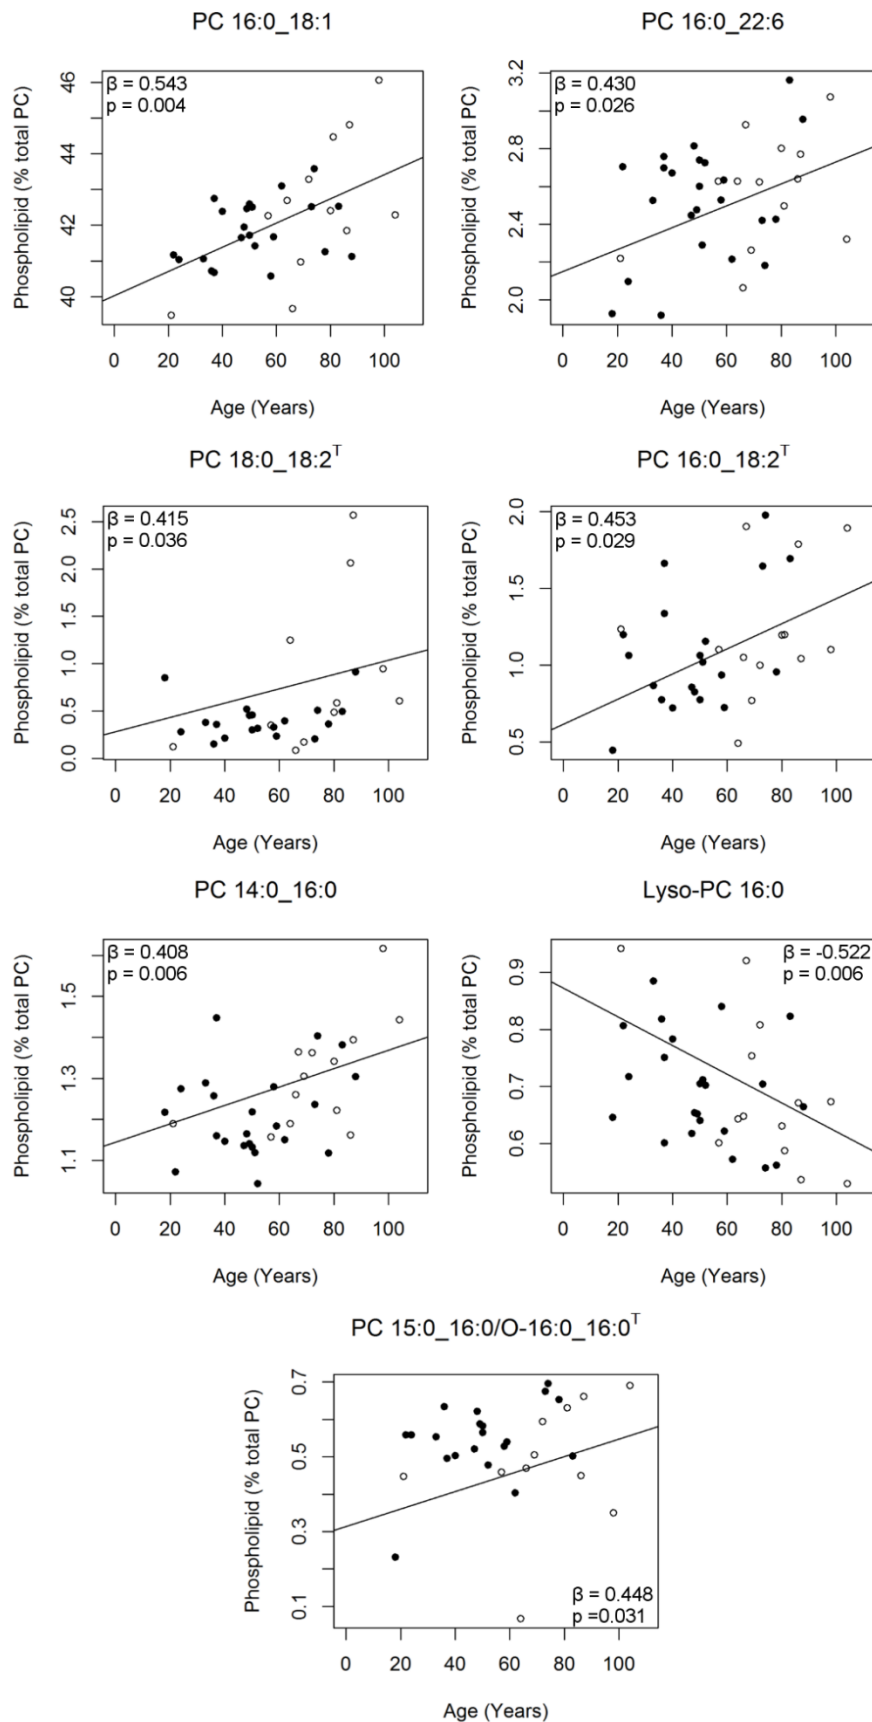 PC 16:0_18:1
β = 0.543
p = 0.004
Phospholipid (% total PC)
46
44
42
40
0 20 40 60 80 100
Age (Years)
PC 16:0_22:6
β = 0.430
p = 0.026
Phospholipid (% total PC)
3.2
2.8
2.4
2.0
0 20 40 60 80 100
Age (Years)
PC 18:0_18:2ᵀ
β = 0.415
p = 0.036
Phospholipid (% total PC)
2.5
2.0
1.5
1.0
0.5
0.0
0 20 40 60 80 100
Age (Years)
PC 16:0_18:2ᵀ
β = 0.453
p = 0.029
Phospholipid (% total PC)
2.0
1.5
1.0
0.5
0 20 40 60 80 100
Age (Years)
PC 14:0_16:0
β = 0.408
p = 0.006
Phospholipid (% total PC)
1.5
1.3
1.1
0 20 40 60 80 100
Age (Years)
Lyso-PC 16:0
β = -0.522
p = 0.006
Phospholipid (% total PC)
0.9
0.8
0.7
0.6
0 20 40 60 80 100
Age (Years)
PC 15:0_16:0/O-16:0_16:0ᵀ
Phospholipid (% total PC)
0.7
0.5
0.3
0.1
β = 0.448
p =0.031
0 20 40 60 80 100
Age (Years)